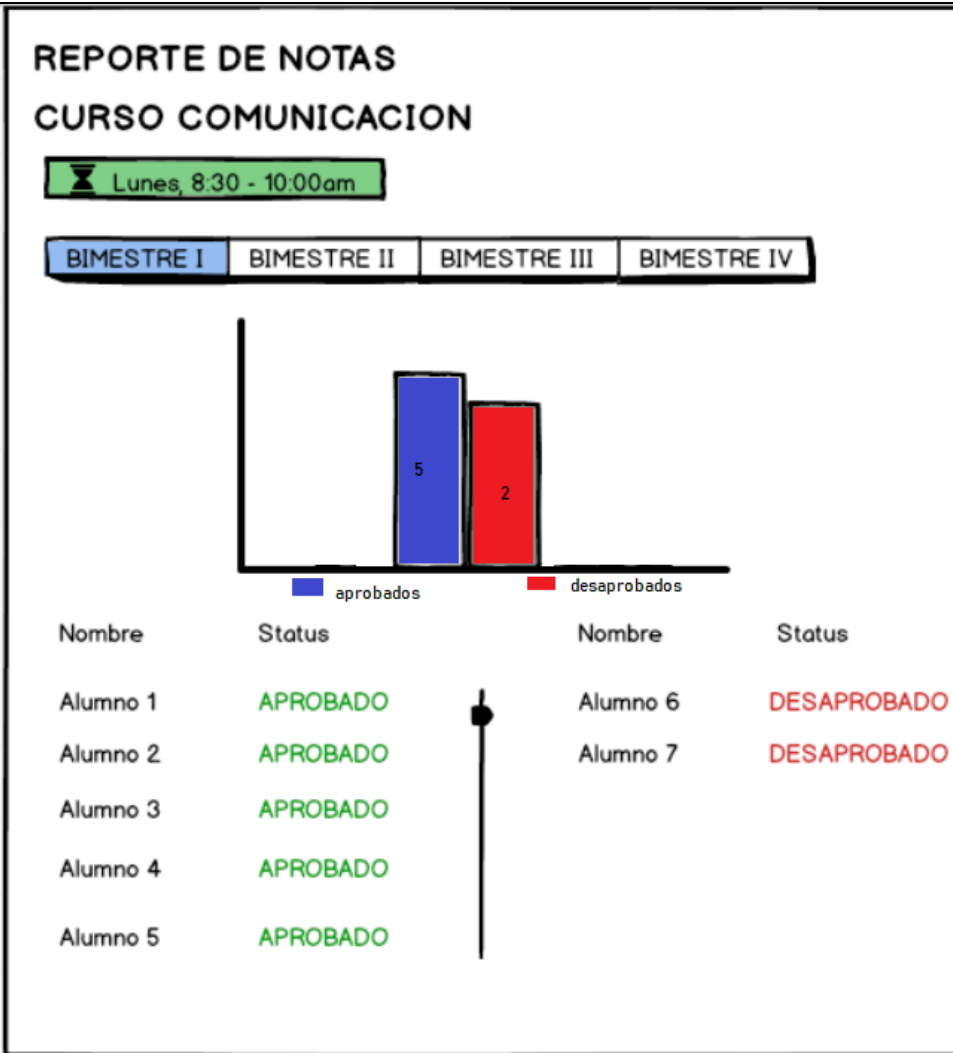 REPORTE DE NOTAS
CURSO COMUNICACION
Lunes, 8:30 - 10:00am
BIMESTRE I BIMESTRE II BIMESTRE III BIMESTRE IV
5
2
aprobados desaprobados
Nombre Status Nombre Status
Alumno 1 APROBADO Alumno 6 DESAPROBADO
Alumno 2 APROBADO Alumno 7 DESAPROBADO
Alumno 3 APROBADO
Alumno 4 APROBADO
Alumno 5 APROBADO